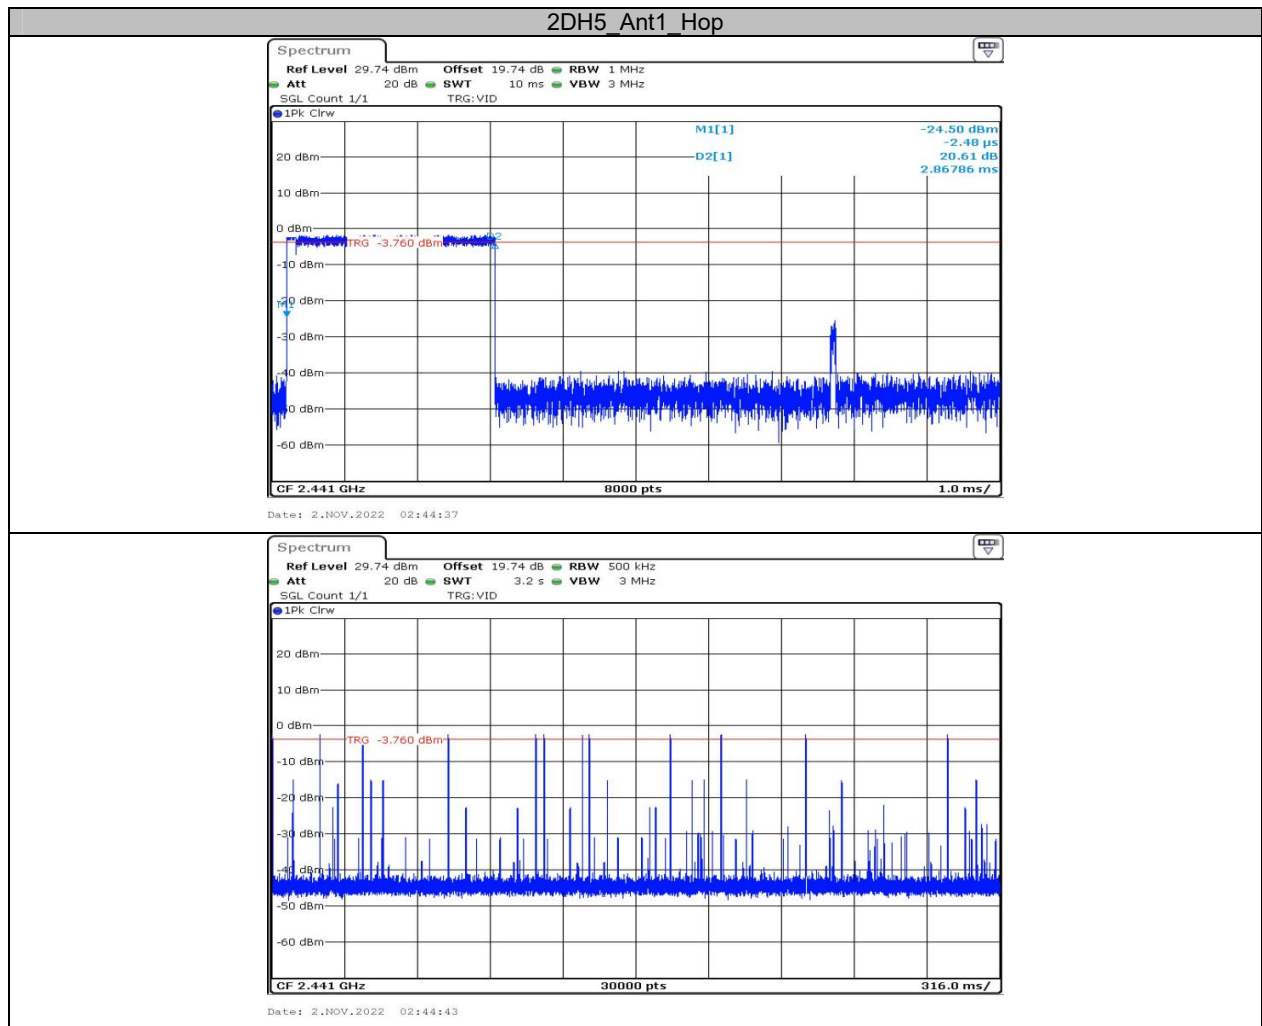 2DH5_Ant1_Hop
Spectrum
Ref Level 29.74 dBm Offset 19.74 dB RBW 1 MHz
Att 20 dB SWT 10 ms VBW 3 MHz
SGL Count 1/1 TRG:VID
1Pk Clrw
M1[1] -24.50 dBm
-2.48 µs
20 dBm D2[1] 20.61 dB
2.86786 ms
10 dBm
0 dBm
D2
TRG -3.760 dBm
-10 dBm
-20 dBm
M1
-30 dBm
-40 dBm
-50 dBm
-60 dBm
CF 2.441 GHz 8000 pts 1.0 ms/
Date: 2.NOV.2022 02:44:37
Spectrum
Ref Level 29.74 dBm Offset 19.74 dB RBW 500 kHz
Att 20 dB SWT 3.2 s VBW 3 MHz
SGL Count 1/1 TRG:VID
1Pk Clrw
20 dBm
10 dBm
0 dBm
TRG -3.760 dBm
-10 dBm
-20 dBm
-30 dBm
-40 dBm
-50 dBm
-60 dBm
CF 2.441 GHz 30000 pts 316.0 ms/
Date: 2.NOV.2022 02:44:43